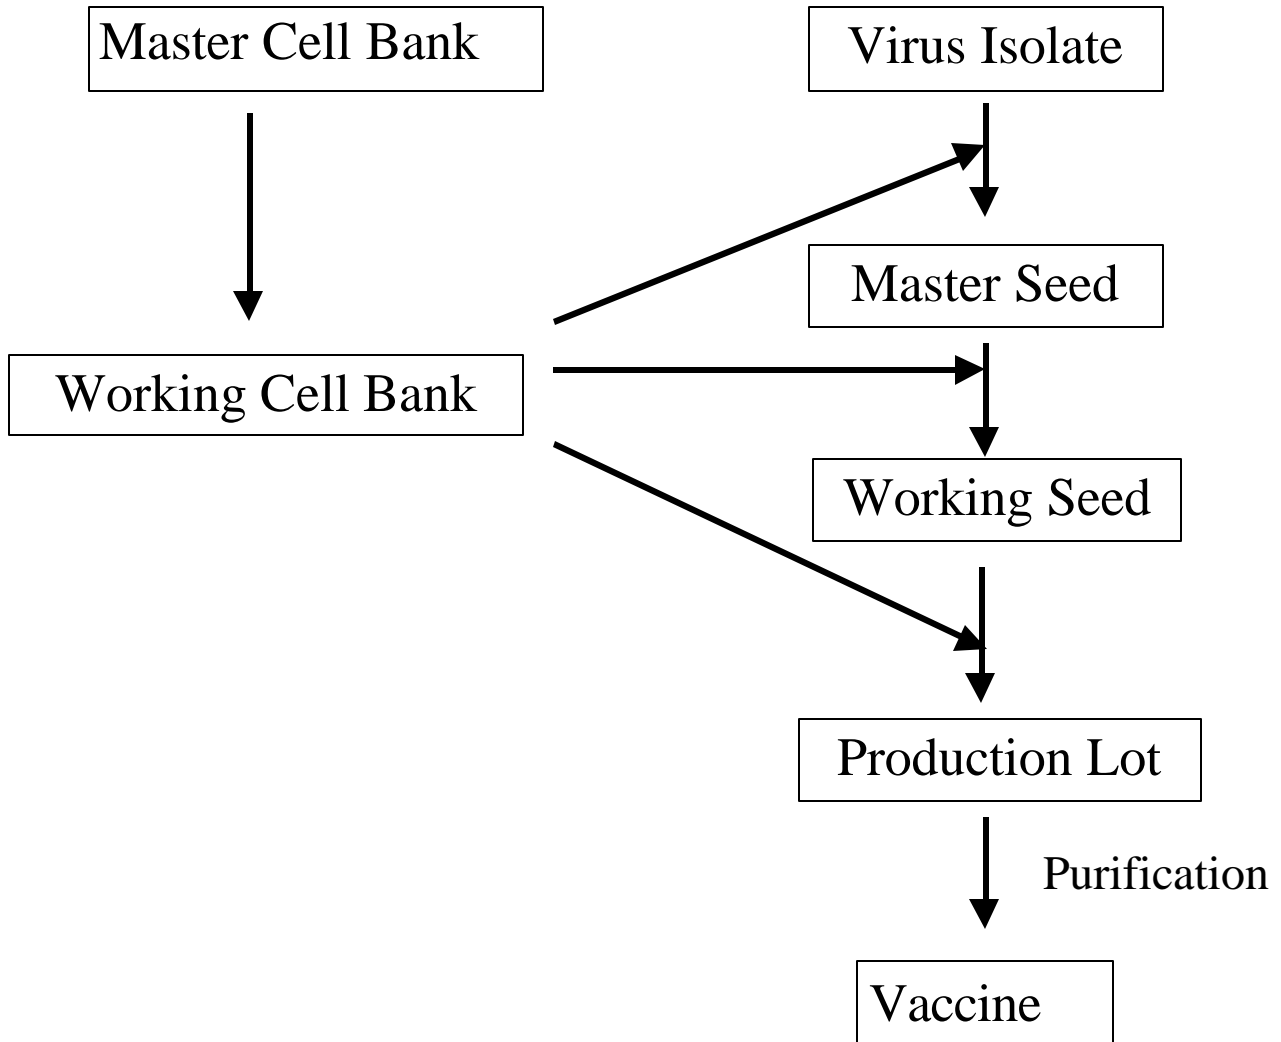 Master Cell Bank
Virus Isolate
Master Seed
Working Cell Bank
Working Seed
Production Lot
Purification
Vaccine